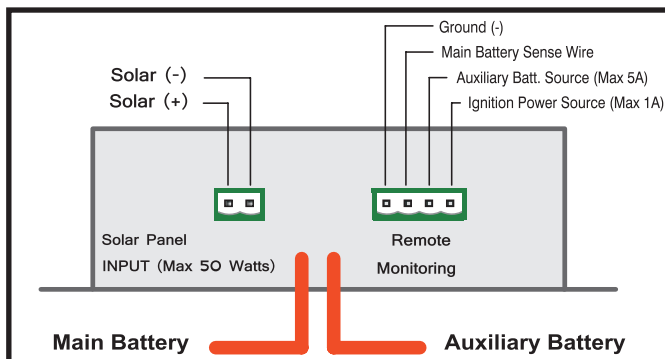 Ground (-)
Main Battery Sense Wire
Auxiliary Batt. Source (Max 5A)
Ignition Power Source (Max 1A)
Solar (-)
Solar (+)
Solar Panel
INPUT (Max 50 Watts)
Remote
Monitoring
Main Battery
Auxiliary Battery